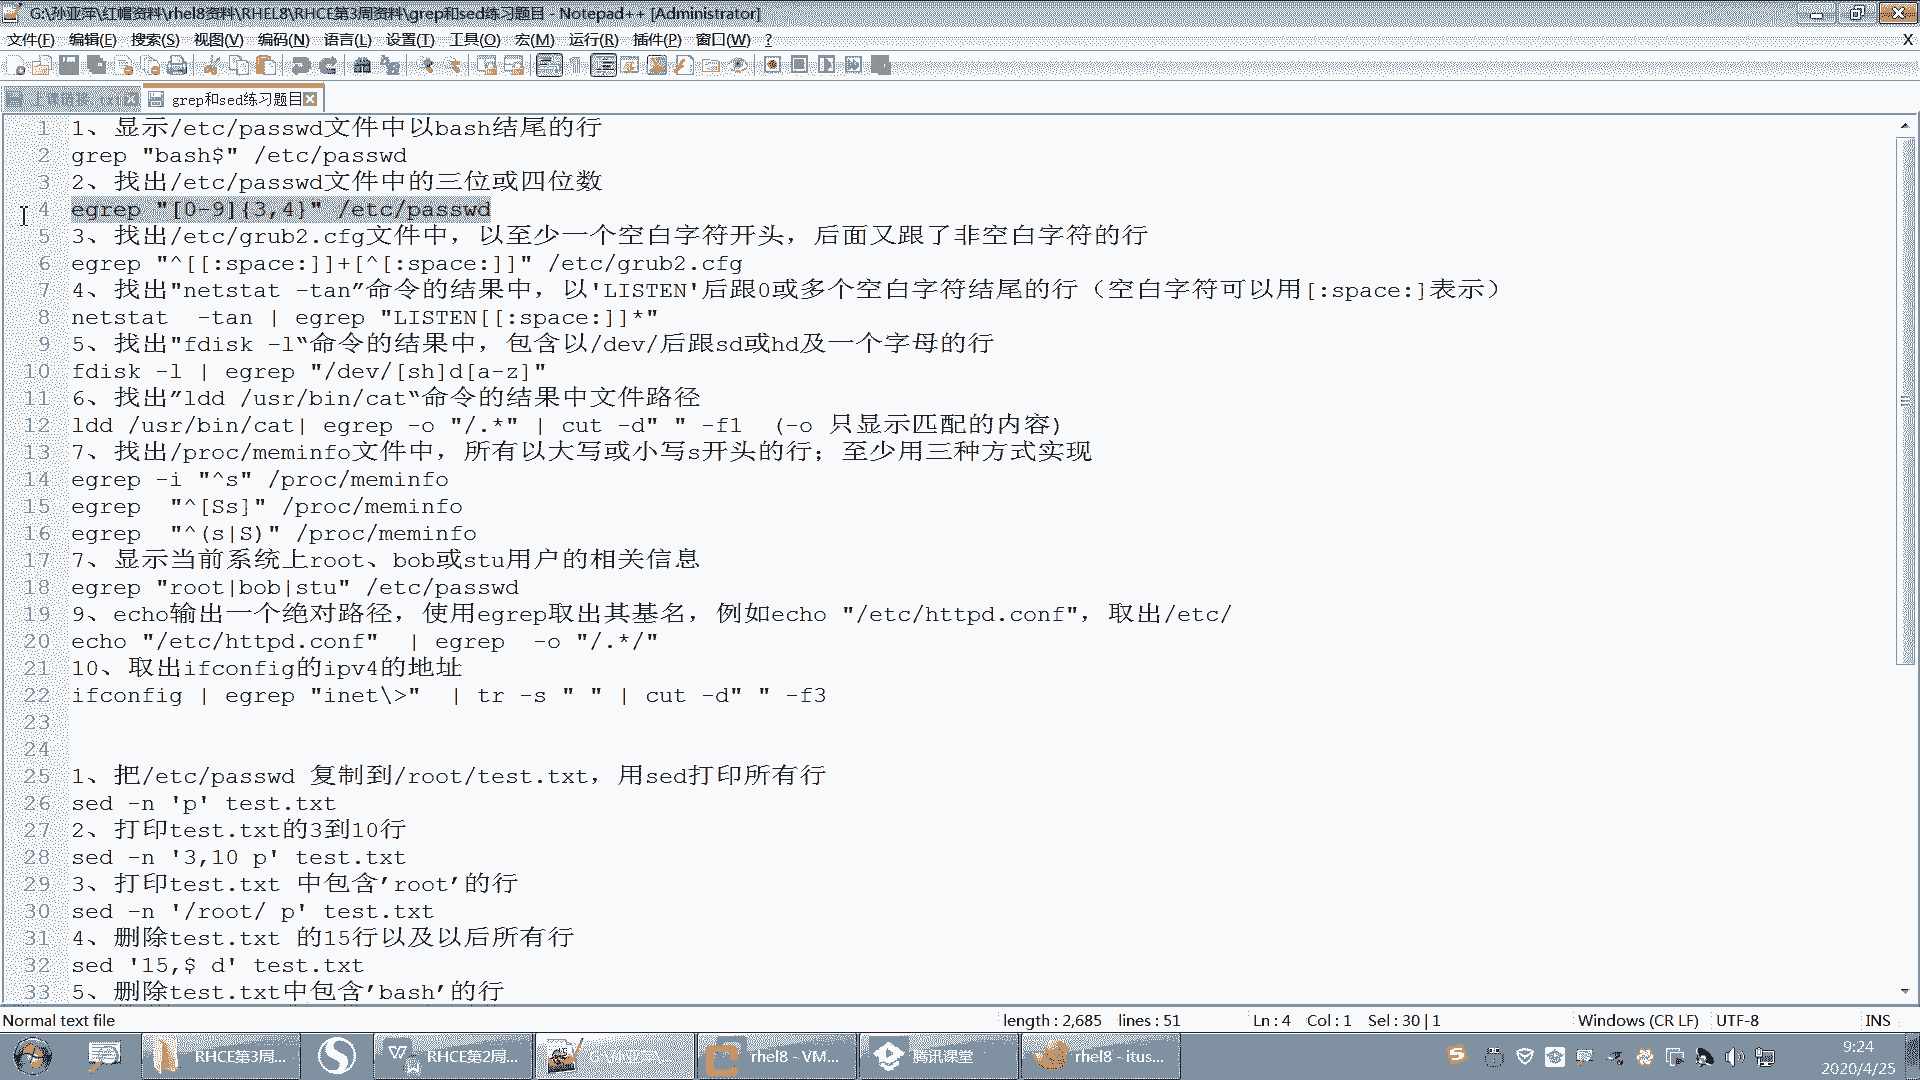 G:\孙亚萍\红帽资料\rhel8资料\RHEL8\RHCE第3周资料\grep和sed练习题目 - Notepad++ [Administrator]
文件(F) 编辑(E) 搜索(S) 视图(V) 编码(N) 语言(L) 设置(T) 工具(O) 宏(M) 运行(R) 插件(P) 窗口(W) ? X
上课链接.txt grep和sed练习题目
1 1、显示/etc/passwd文件中以bash结尾的行
2 grep "bash$" /etc/passwd
3 2、找出/etc/passwd文件中的三位或四位数
4 egrep "[0-9]{3,4}" /etc/passwd
5 3、找出/etc/grub2.cfg文件中，以至少一个空白字符开头，后面又跟了非空白字符的行
6 egrep "^[[:space:]]+[^[:space:]]" /etc/grub2.cfg
7 4、找出"netstat -tan”命令的结果中，以'LISTEN'后跟0或多个空白字符结尾的行（空白字符可以用[:space:]表示）
8 netstat  -tan | egrep "LISTEN[[:space:]]*"
9 5、找出"fdisk -l“命令的结果中，包含以/dev/后跟sd或hd及一个字母的行
10 fdisk -l | egrep "/dev/[sh]d[a-z]"
11 6、找出”ldd /usr/bin/cat“命令的结果中文件路径
12 ldd /usr/bin/cat| egrep -o "/.*" | cut -d" " -f1  (-o 只显示匹配的内容)
13 7、找出/proc/meminfo文件中，所有以大写或小写s开头的行；至少用三种方式实现
14 egrep -i "^s" /proc/meminfo
15 egrep  "^[Ss]" /proc/meminfo
16 egrep  "^(s|S)" /proc/meminfo
17 7、显示当前系统上root、bob或stu用户的相关信息
18 egrep "root|bob|stu" /etc/passwd
19 9、echo输出一个绝对路径，使用egrep取出其基名，例如echo "/etc/httpd.conf"，取出/etc/
20 echo "/etc/httpd.conf"  | egrep  -o "/.*/"
21 10、取出ifconfig的ipv4的地址
22 ifconfig | egrep "inet\>"  | tr -s " " | cut -d" " -f3
23
24
25 1、把/etc/passwd 复制到/root/test.txt，用sed打印所有行
26 sed -n 'p' test.txt
27 2、打印test.txt的3到10行
28 sed -n '3,10 p' test.txt
29 3、打印test.txt 中包含’root’的行
30 sed -n '/root/ p' test.txt
31 4、删除test.txt 的15行以及以后所有行
32 sed '15,$ d' test.txt
33 5、删除test.txt中包含’bash’的行
Normal text file length : 2,685 lines : 51 Ln : 4 Col : 1 Sel : 30 | 1 Windows (CR LF) UTF-8 INS
RHCE第3周... RHCE第2周... G:\孙亚萍\... rhel8 - VM... 腾讯课堂 rhel8 - itus... 9:24
2020/4/25